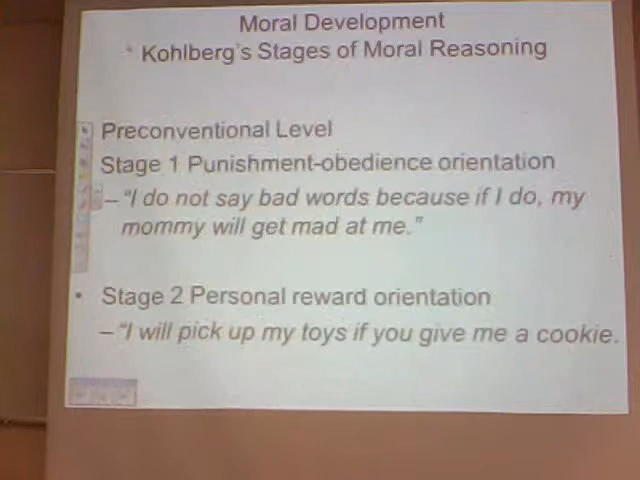 Moral Development
• Kohlberg's Stages of Moral Reasoning
Preconventional Level
Stage 1 Punishment-obedience orientation
– "I do not say bad words because if I do, my
mommy will get mad at me."
• Stage 2 Personal reward orientation
– "I will pick up my toys if you give me a cookie.